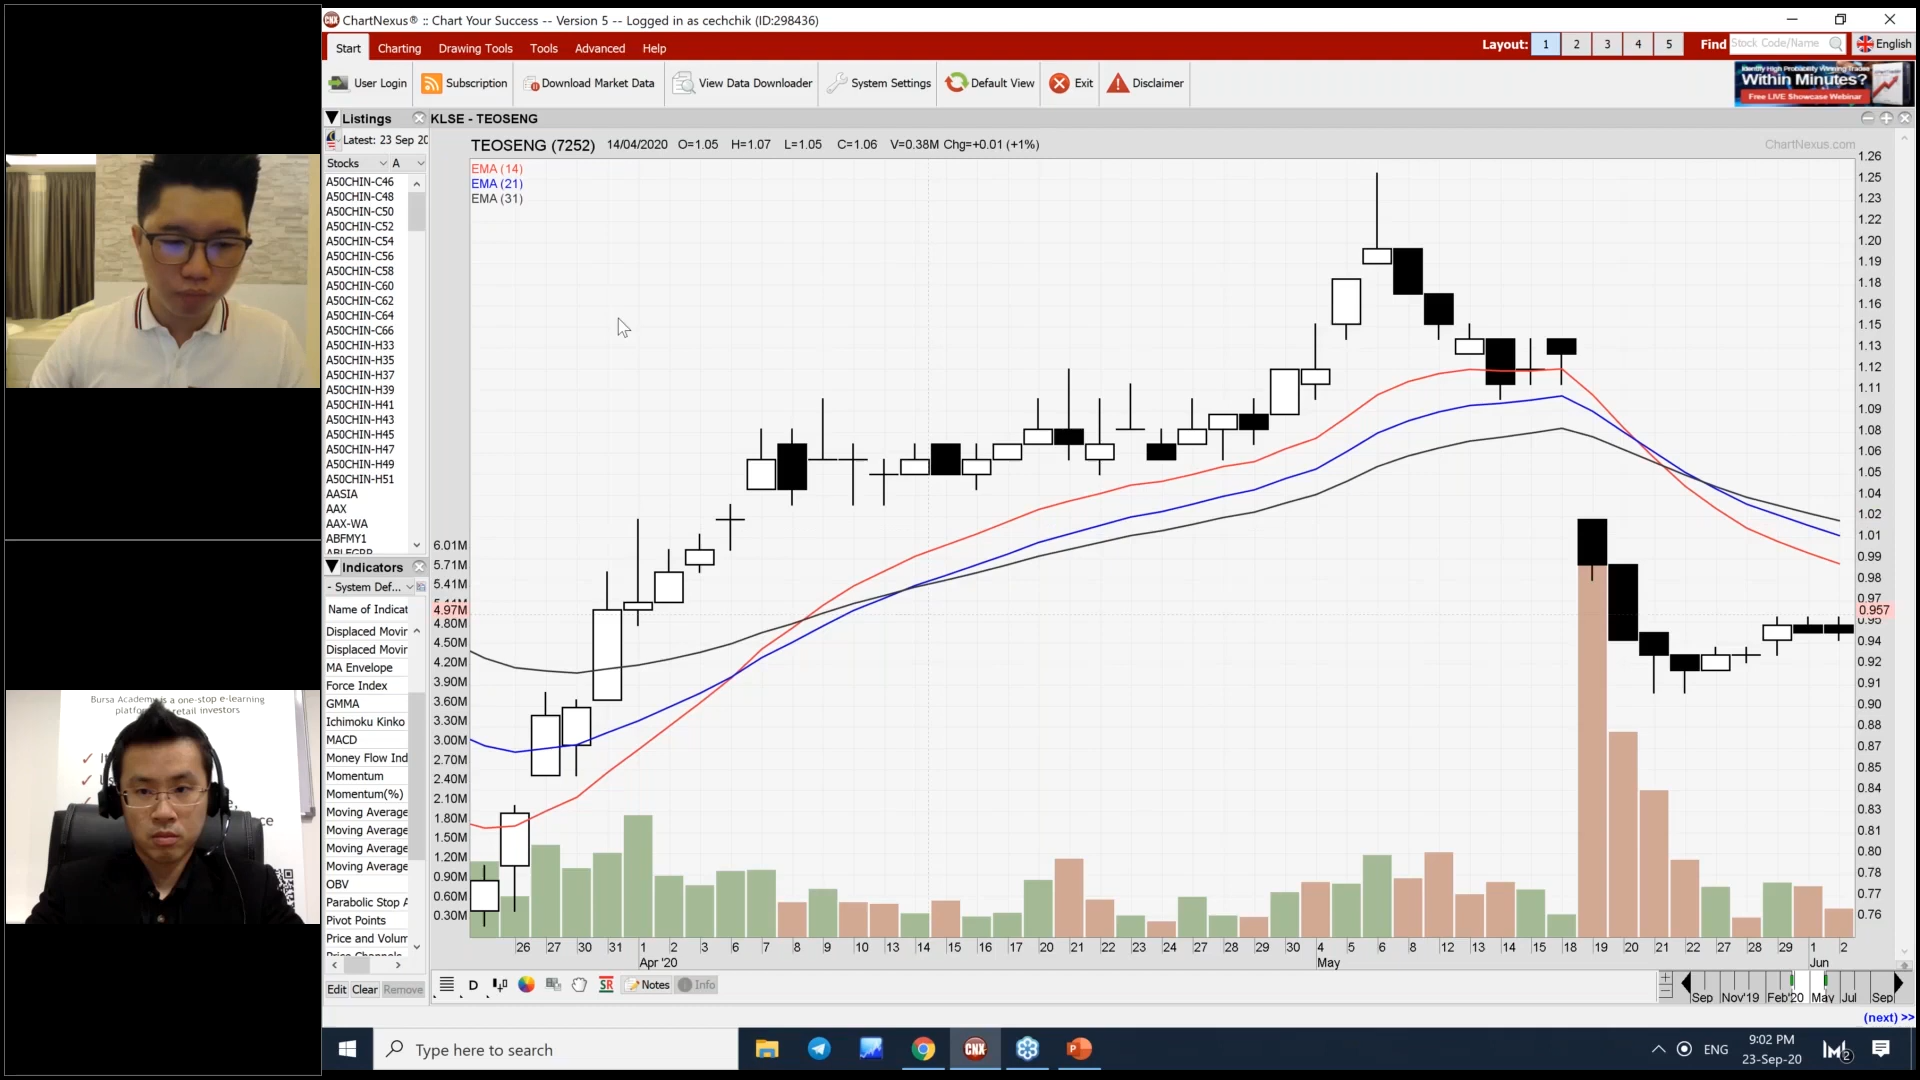 ChartNexus® :: Chart Your Success -- Version 5 -- Logged in as cechchik (ID:298436)
Start Charting Drawing Tools Tools Advanced Help
Layout: 1 2 3 4 5 Find Stock Code/Name English
User Login Subscription Download Market Data View Data Downloader System Settings Default View Exit Disclaimer
Identify High Probability Winning Trades
Within Minutes?
Free LIVE Showcase Webinar
Listings
Latest: 23 Sep 20
Stocks A
A50CHIN-C46
A50CHIN-C48
A50CHIN-C50
A50CHIN-C52
A50CHIN-C54
A50CHIN-C56
A50CHIN-C58
A50CHIN-C60
A50CHIN-C62
A50CHIN-C64
A50CHIN-C66
A50CHIN-H33
A50CHIN-H35
A50CHIN-H37
A50CHIN-H39
A50CHIN-H41
A50CHIN-H43
A50CHIN-H45
A50CHIN-H47
A50CHIN-H49
A50CHIN-H51
AASIA
AAX
AAX-WA
ABFMY1
Indicators
- System Def...
Name of Indicat
Displaced Movir
Displaced Movir
MA Envelope
Force Index
GMMA
Ichimoku Kinko
MACD
Money Flow Ind
Momentum
Momentum(%)
Moving Average
Moving Average
Moving Average
Moving Average
OBV
Parabolic Stop A
Pivot Points
Price and Volum
Edit Clear Remove
KLSE - TEOSENG
TEOSENG (7252) 14/04/2020 O=1.05 H=1.07 L=1.05 C=1.06 V=0.38M Chg=+0.01 (+1%)
ChartNexus.com
EMA (14)
EMA (21)
EMA (31)
6.01M
5.71M
5.41M
4.97M
4.80M
4.50M
4.20M
3.90M
3.60M
3.30M
3.00M
2.70M
2.40M
2.10M
1.80M
1.50M
1.20M
0.90M
0.60M
0.30M
1.26
1.25
1.23
1.22
1.20
1.19
1.18
1.16
1.15
1.13
1.12
1.11
1.09
1.08
1.06
1.05
1.04
1.02
1.01
0.99
0.98
0.97
0.957
0.94
0.92
0.91
0.90
0.88
0.87
0.85
0.84
0.83
0.81
0.80
0.78
0.77
0.76
26 27 30 31 1 2 3 6 7 8 9 10 13 14 15 16 17 20 21 22 23 24 27 28 29 30 4 5 6 8 12 13 14 15 18 19 20 21 22 27 28 29 1 2
Apr '20 May Jun
D SR Notes Info
Sep Nov'19 Feb'20 May Jul Sep
(next) >>
Bursa Academy is a one-stop e-learning
Type here to search
CNX
ENG
9:02 PM
23-Sep-20
2